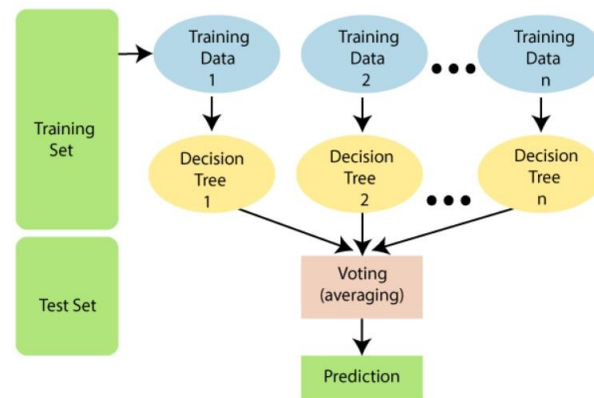 Training
Set
Training
Data
1
Training
Data
2
Training
Data
n
Decision
Tree
1
Decision
Tree
2
Decision
Tree
n
Test Set
Voting
(averaging)
Prediction